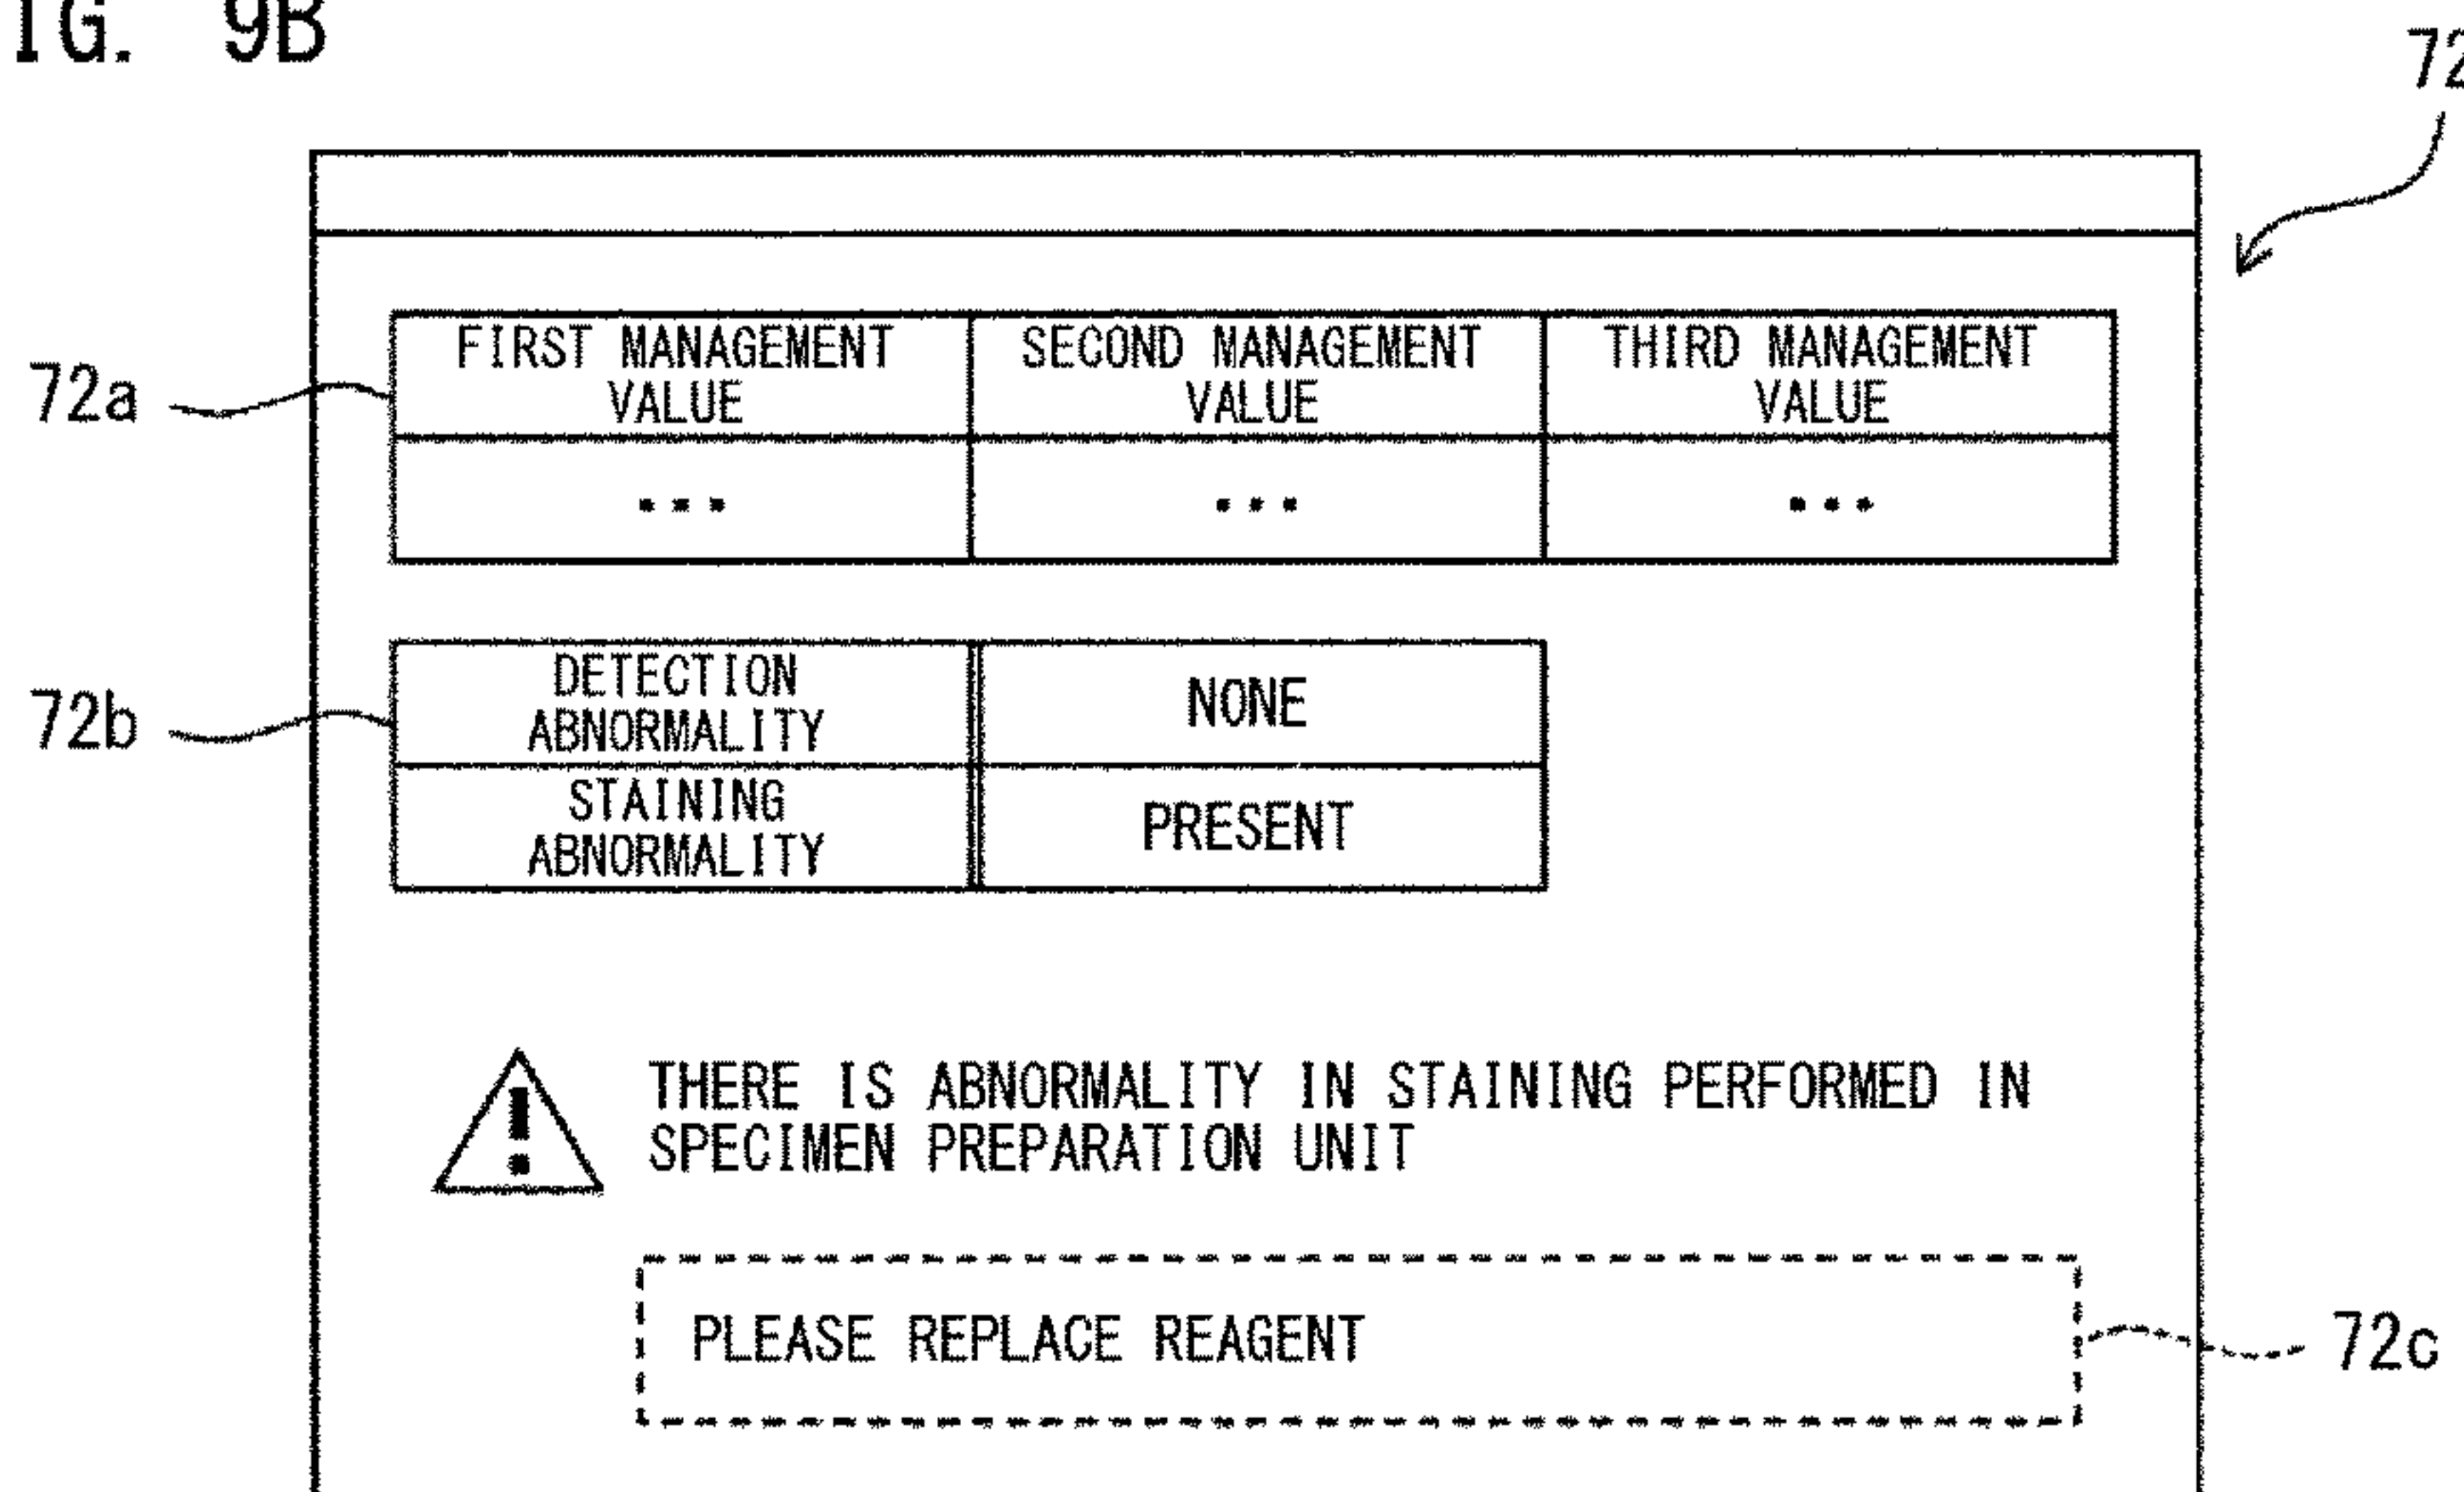 IG. 9B
72
72a
FIRST MANAGEMENT
VALUE
SECOND MANAGEMENT
VALUE
THIRD MANAGEMENT
VALUE
...
...
...
72b
DETECTION
ABNORMALITY
NONE
STAINING
ABNORMALITY
PRESENT
THERE IS ABNORMALITY IN STAINING PERFORMED IN
SPECIMEN PREPARATION UNIT
PLEASE REPLACE REAGENT
72c